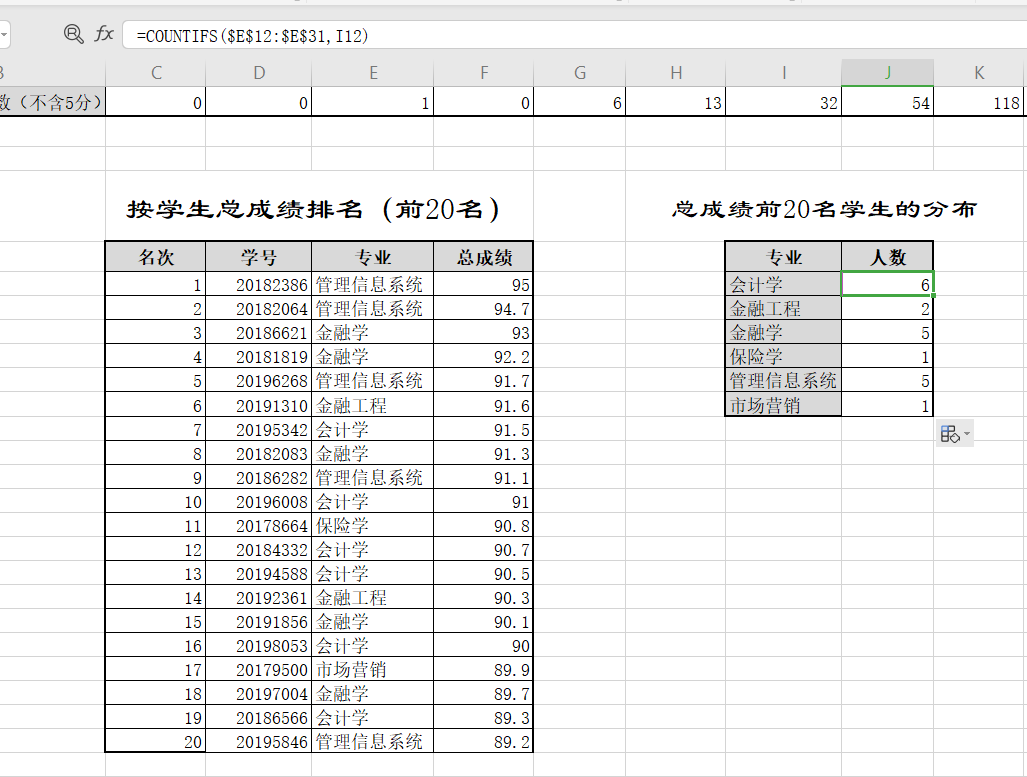 fx =COUNTIFS($E$12:$E$31,I12)
B C D E F G H I J K
数（不含5分） 0 0 1 0 6 13 32 54 118
按学生总成绩排名（前20名） 总成绩前20名学生的分布
名次 学号 专业 总成绩 专业 人数
1 20182386 管理信息系统 95 会计学 6
2 20182064 管理信息系统 94.7 金融工程 2
3 20186621 金融学 93 金融学 5
4 20181819 金融学 92.2 保险学 1
5 20196268 管理信息系统 91.7 管理信息系统 5
6 20191310 金融工程 91.6 市场营销 1
7 20195342 会计学 91.5
8 20182083 金融学 91.3
9 20186282 管理信息系统 91.1
10 20196008 会计学 91
11 20178664 保险学 90.8
12 20184332 会计学 90.7
13 20194588 会计学 90.5
14 20192361 金融工程 90.3
15 20191856 金融学 90.1
16 20198053 会计学 90
17 20179500 市场营销 89.9
18 20197004 金融学 89.7
19 20186566 会计学 89.3
20 20195846 管理信息系统 89.2